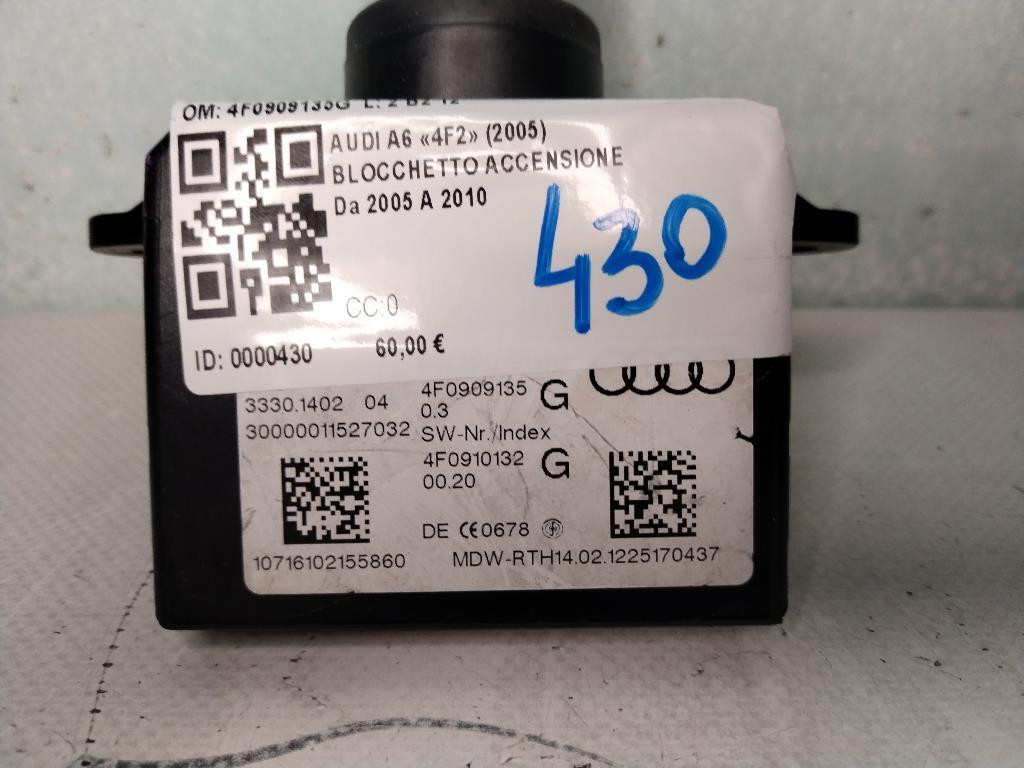 OM: 4F0909135G L: 2 B2 12
AUDI A6 «4F2» (2005)
BLOCCHETTO ACCENSIONE
Da 2005 A 2010
430
CC:0
ID: 0000430 60,00 €
3330.1402 04 4F0909135 G
0.3
30000011527032 SW-Nr./Index
4F0910132 G
00.20
DE CE0678
10716102155860 MDW-RTH14.02.1225170437